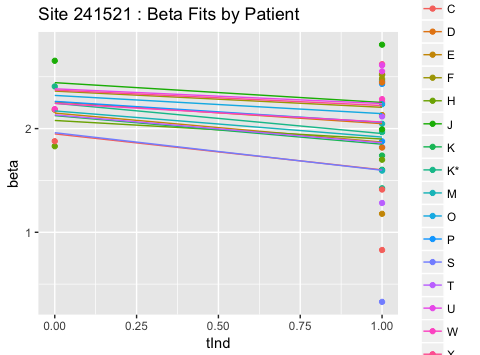 Site 241521 : Beta Fits by Patient
beta
2
1
0.00 0.25 0.50 0.75 1.00
tInd
C
D
E
F
H
J
K
K*
M
O
P
S
T
U
W